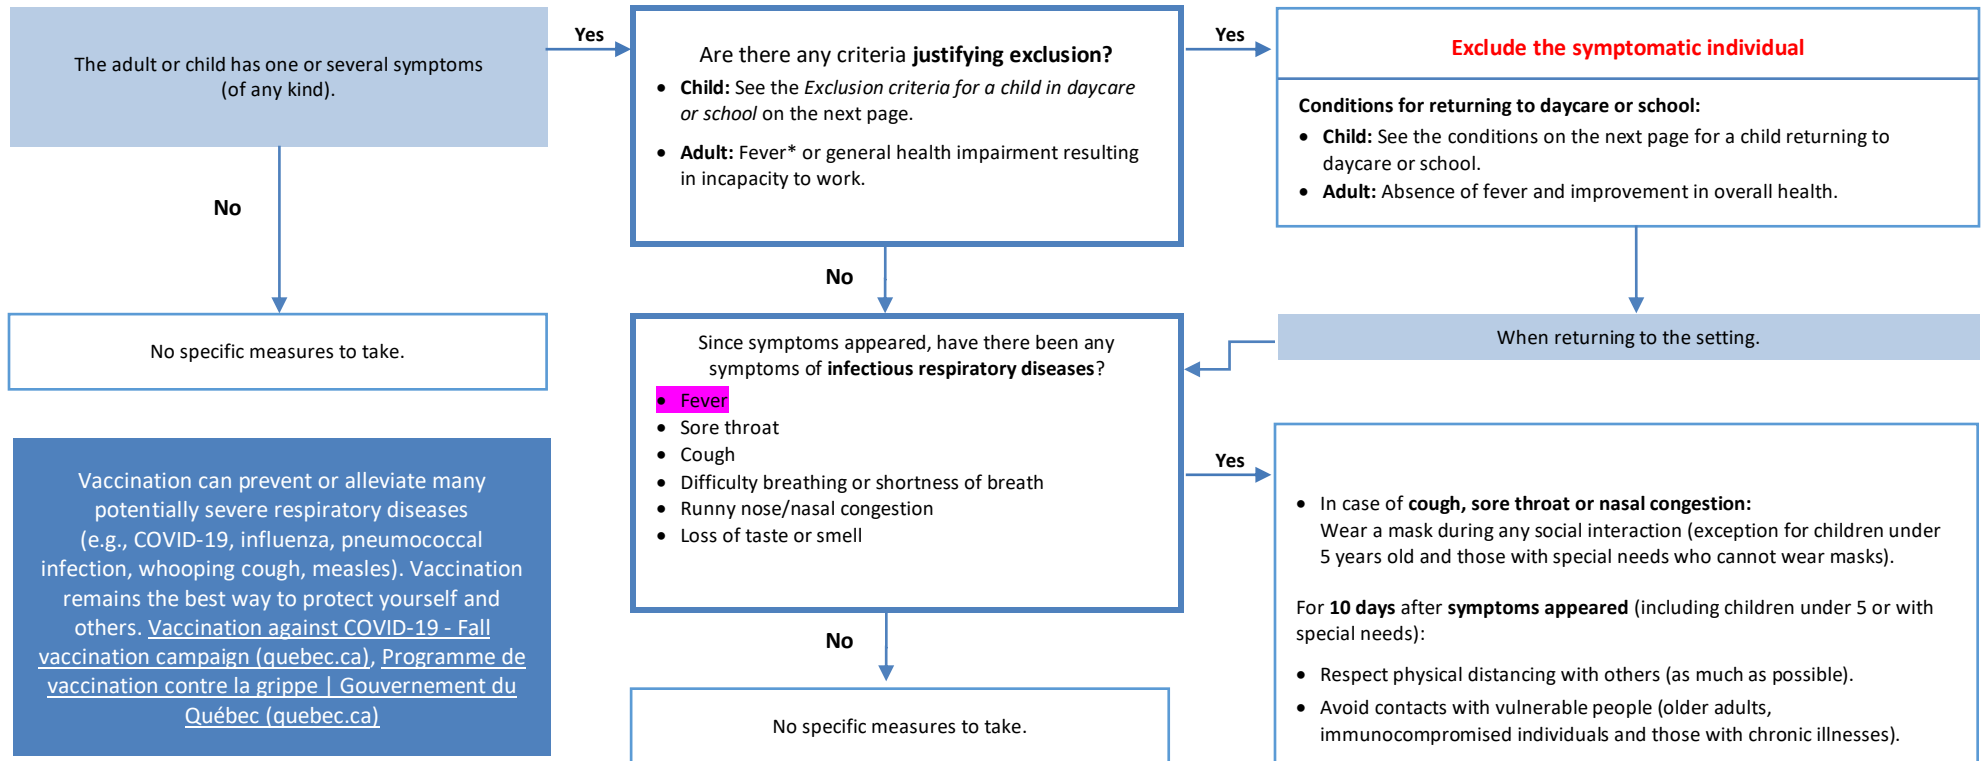 The adult or child has one or several symptoms
(of any kind).
Yes
Are there any criteria justifying exclusion?
• Child: See the Exclusion criteria for a child in daycare
or school on the next page.
• Adult: Fever* or general health impairment resulting
in incapacity to work.
Yes
Exclude the symptomatic individual
Conditions for returning to daycare or school:
• Child: See the conditions on the next page for a child returning to
daycare or school.
• Adult: Absence of fever and improvement in overall health.
No
No
No specific measures to take.
Since symptoms appeared, have there been any
symptoms of infectious respiratory diseases?
• Fever
• Sore throat
• Cough
• Difficulty breathing or shortness of breath
• Runny nose/nasal congestion
• Loss of taste or smell
When returning to the setting.
Yes
• In case of cough, sore throat or nasal congestion:
Wear a mask during any social interaction (exception for children under
5 years old and those with special needs who cannot wear masks).
For 10 days after symptoms appeared (including children under 5 or with
special needs):
• Respect physical distancing with others (as much as possible).
• Avoid contacts with vulnerable people (older adults,
immunocompromised individuals and those with chronic illnesses).
Vaccination can prevent or alleviate many
potentially severe respiratory diseases
(e.g., COVID-19, influenza, pneumococcal
infection, whooping cough, measles). Vaccination
remains the best way to protect yourself and
others. Vaccination against COVID-19 - Fall
vaccination campaign (quebec.ca), Programme de
vaccination contre la grippe | Gouvernement du
Québec (quebec.ca)
No
No specific measures to take.